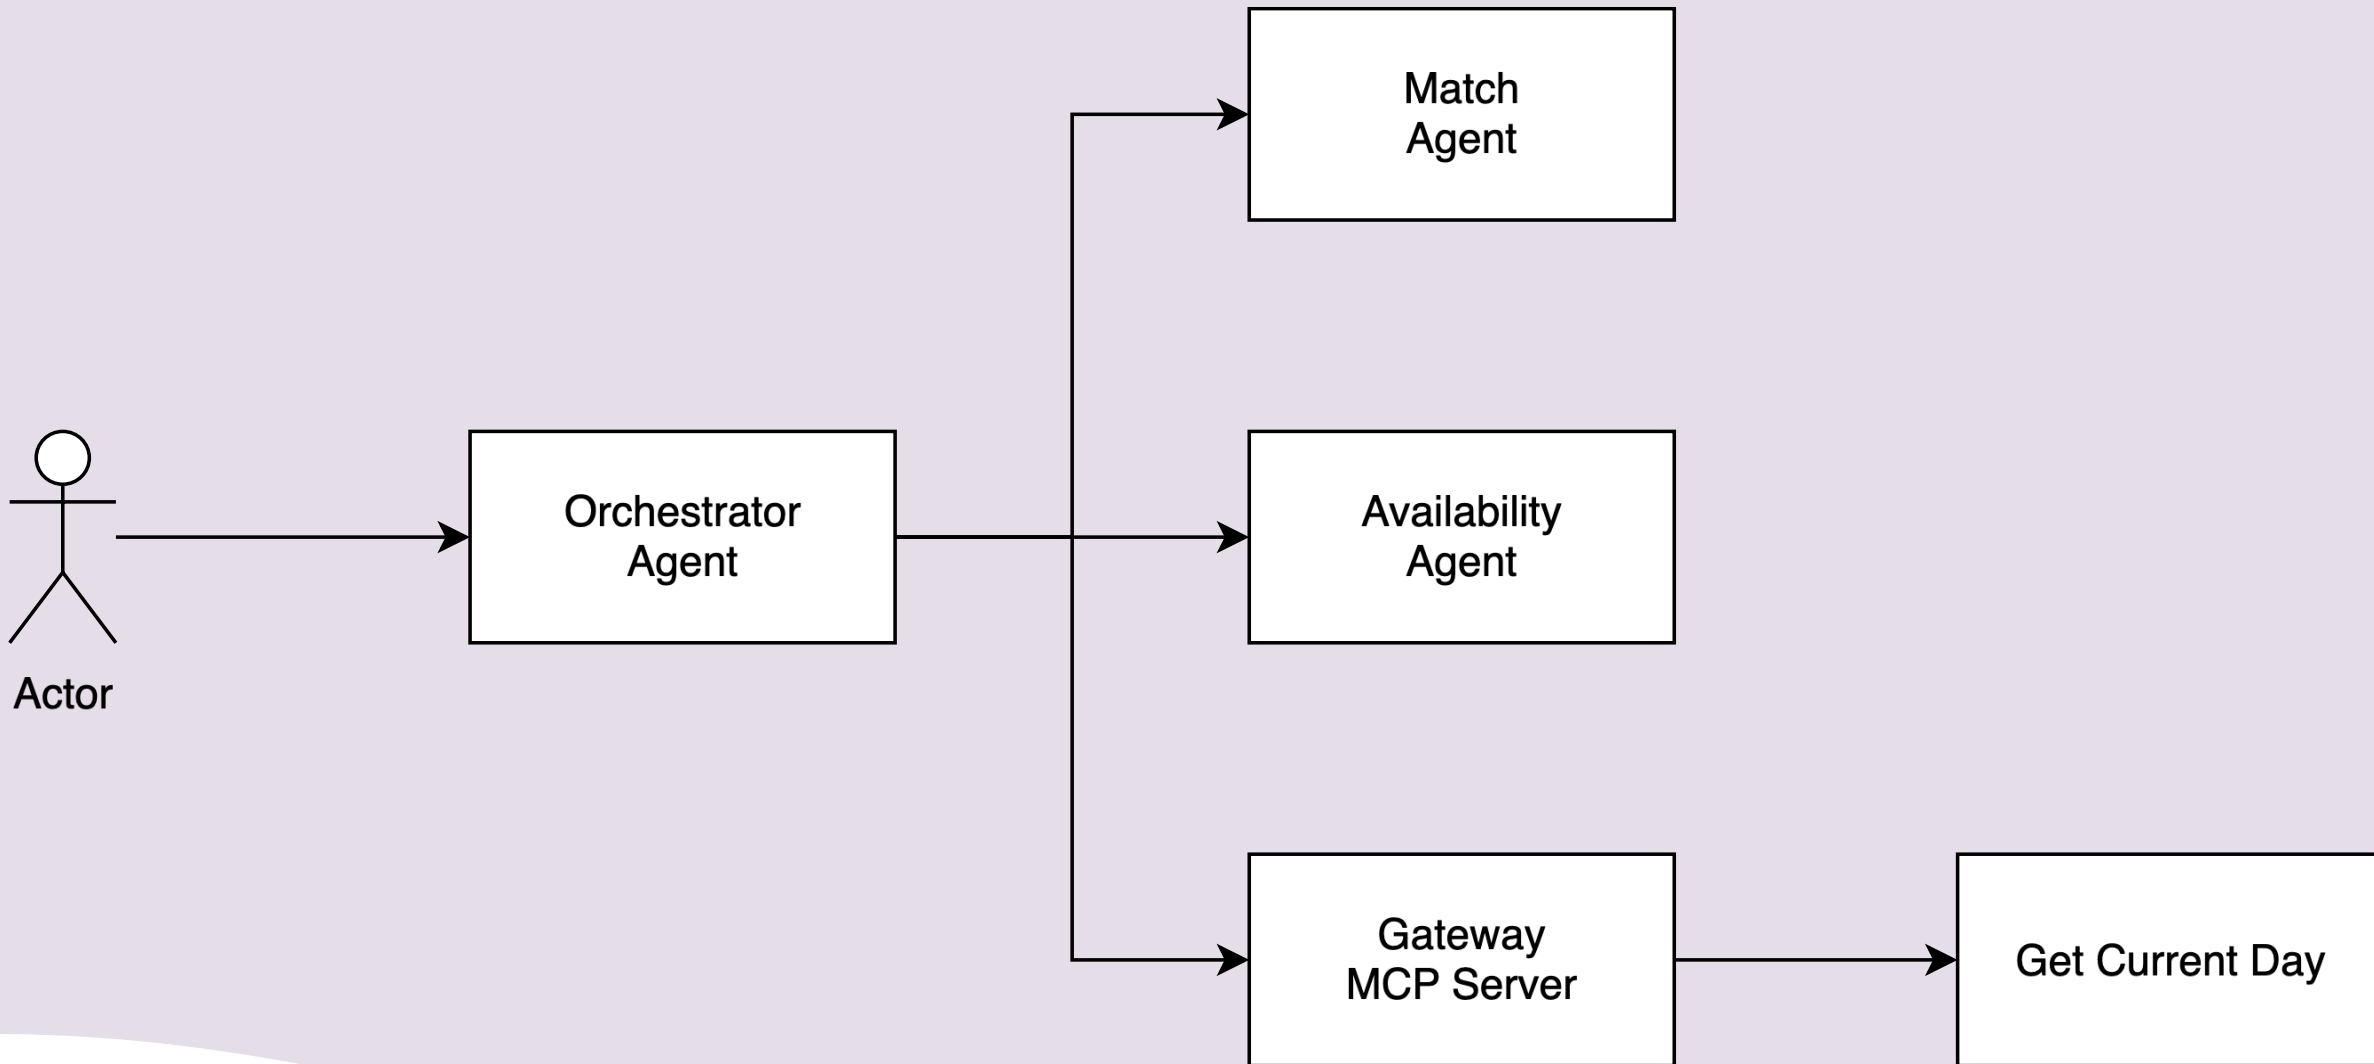 Match
Agent
Actor
Orchestrator
Agent
Availability
Agent
Gateway
MCP Server
Get Current Day